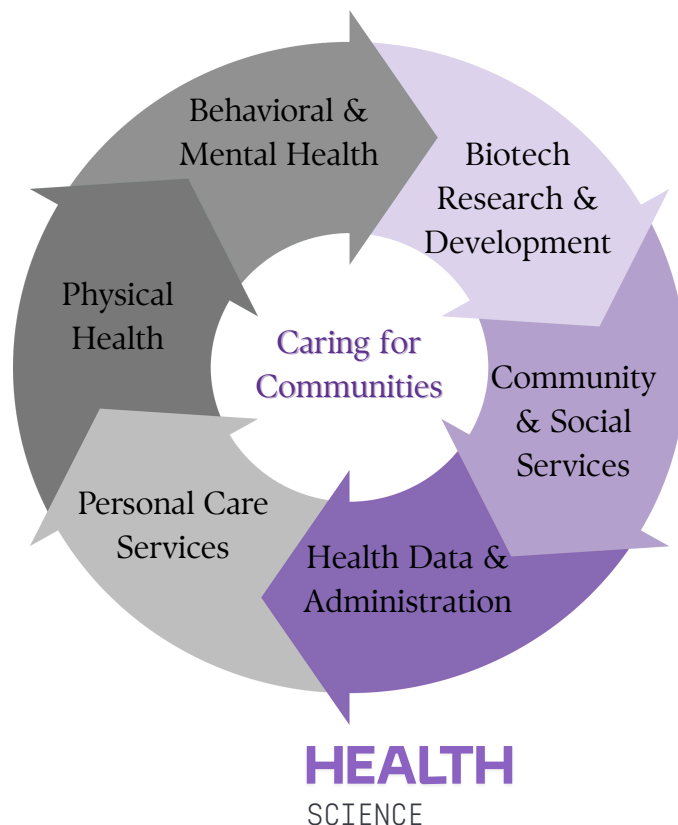 Behavioral &
Mental Health
Biotech
Research &
Development
Physical
Health
Caring for
Communities
Community
& Social
Services
Personal Care
Services
Health Data &
Administration
HEALTH
SCIENCE